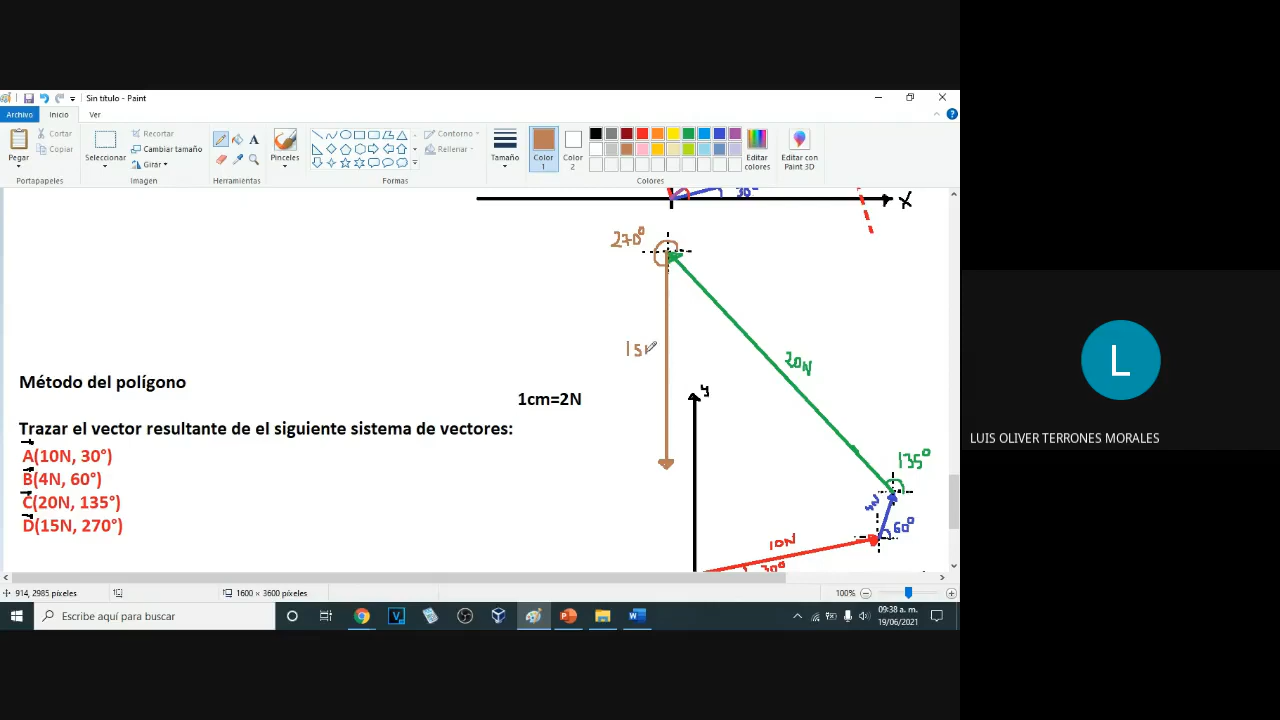 Sin título - Paint
Archivo Inicio Ver
Pegar
Cortar
Copiar
Portapapeles
Seleccionar
Recortar
Cambiar tamaño
Girar
Imagen
A
Herramientas
Pinceles
Contorno
Rellenar
Formas
Tamaño
Color 1
Color 2
Editar colores
Editar con Paint 3D
Colores
30° X
270°
15N
20N
y
135°
4N
60°
10N
30°
Método del polígono
1cm=2N
Trazar el vector resultante de el siguiente sistema de vectores:
A(10N, 30°)
B(4N, 60°)
C(20N, 135°)
D(15N, 270°)
L
LUIS OLIVER TERRONES MORALES
914, 2985 píxeles
1600 × 3600 píxeles
100%
Escribe aquí para buscar
09:38 a. m.
19/06/2021